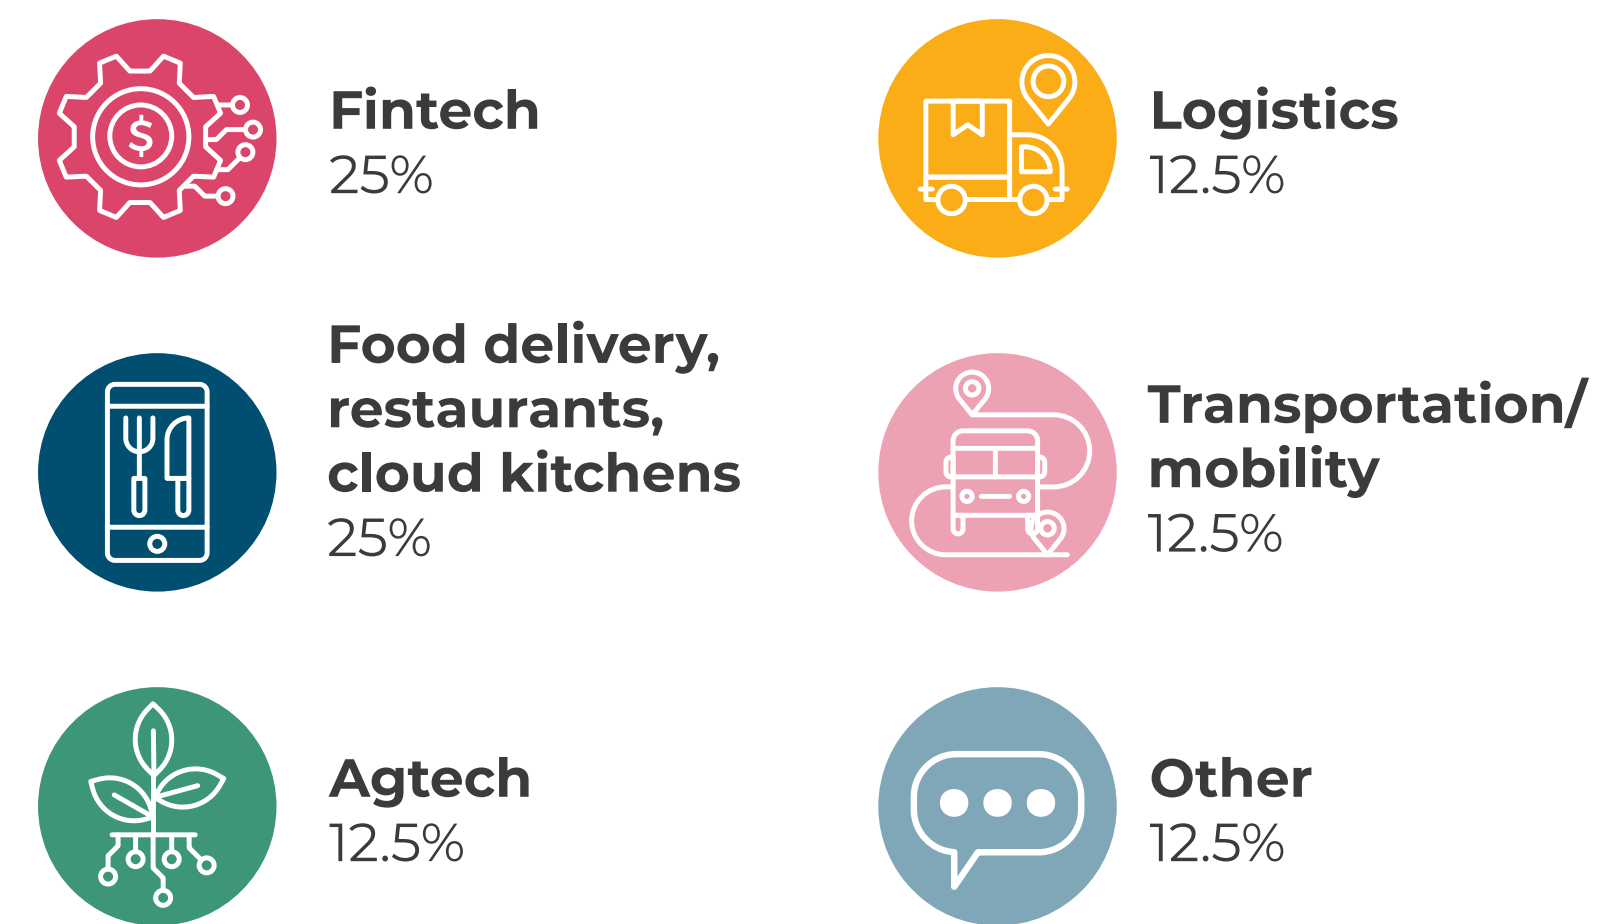 $
Fintech
25%
Food delivery,
restaurants,
cloud kitchens
25%
Agtech
12.5%
Logistics
12.5%
Transportation/
mobility
12.5%
Other
12.5%